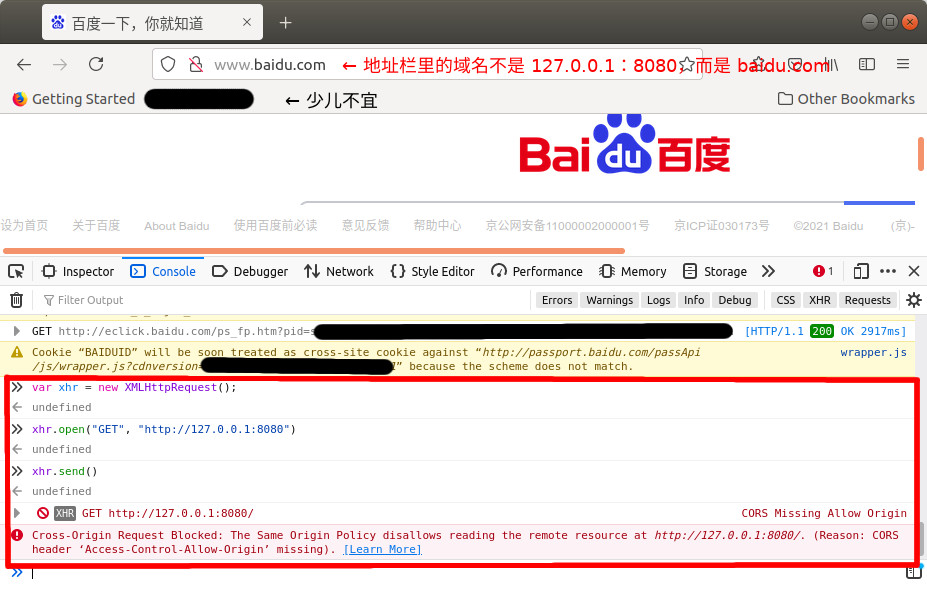 百度一下，你就知道
www.baidu.com ← 地址栏里的域名不是 127.0.0.1：8080，而是 baidu.com
Getting Started ← 少儿不宜 Other Bookmarks
Bai du 百度
设为首页 关于百度 About Baidu 使用百度前必读 意见反馈 帮助中心 京公网安备11000002000001号 京ICP证030173号 ©2021 Baidu (京)-
Inspector Console Debugger Network Style Editor Performance Memory Storage 1
Filter Output Errors Warnings Logs Info Debug CSS XHR Requests
GET http://eclick.baidu.com/ps_fp.htm?pid=s [HTTP/1.1 200 OK 2917ms]
Cookie “BAIDUID” will be soon treated as cross-site cookie against “http://passport.baidu.com/passApi wrapper.js
/js/wrapper.js?cdnversion= ” because the scheme does not match.
var xhr = new XMLHttpRequest();
undefined
xhr.open("GET", "http://127.0.0.1:8080")
undefined
xhr.send()
undefined
XHR GET http://127.0.0.1:8080/ CORS Missing Allow Origin
Cross-Origin Request Blocked: The Same Origin Policy disallows reading the remote resource at http://127.0.0.1:8080/. (Reason: CORS
header ‘Access-Control-Allow-Origin’ missing). [Learn More]